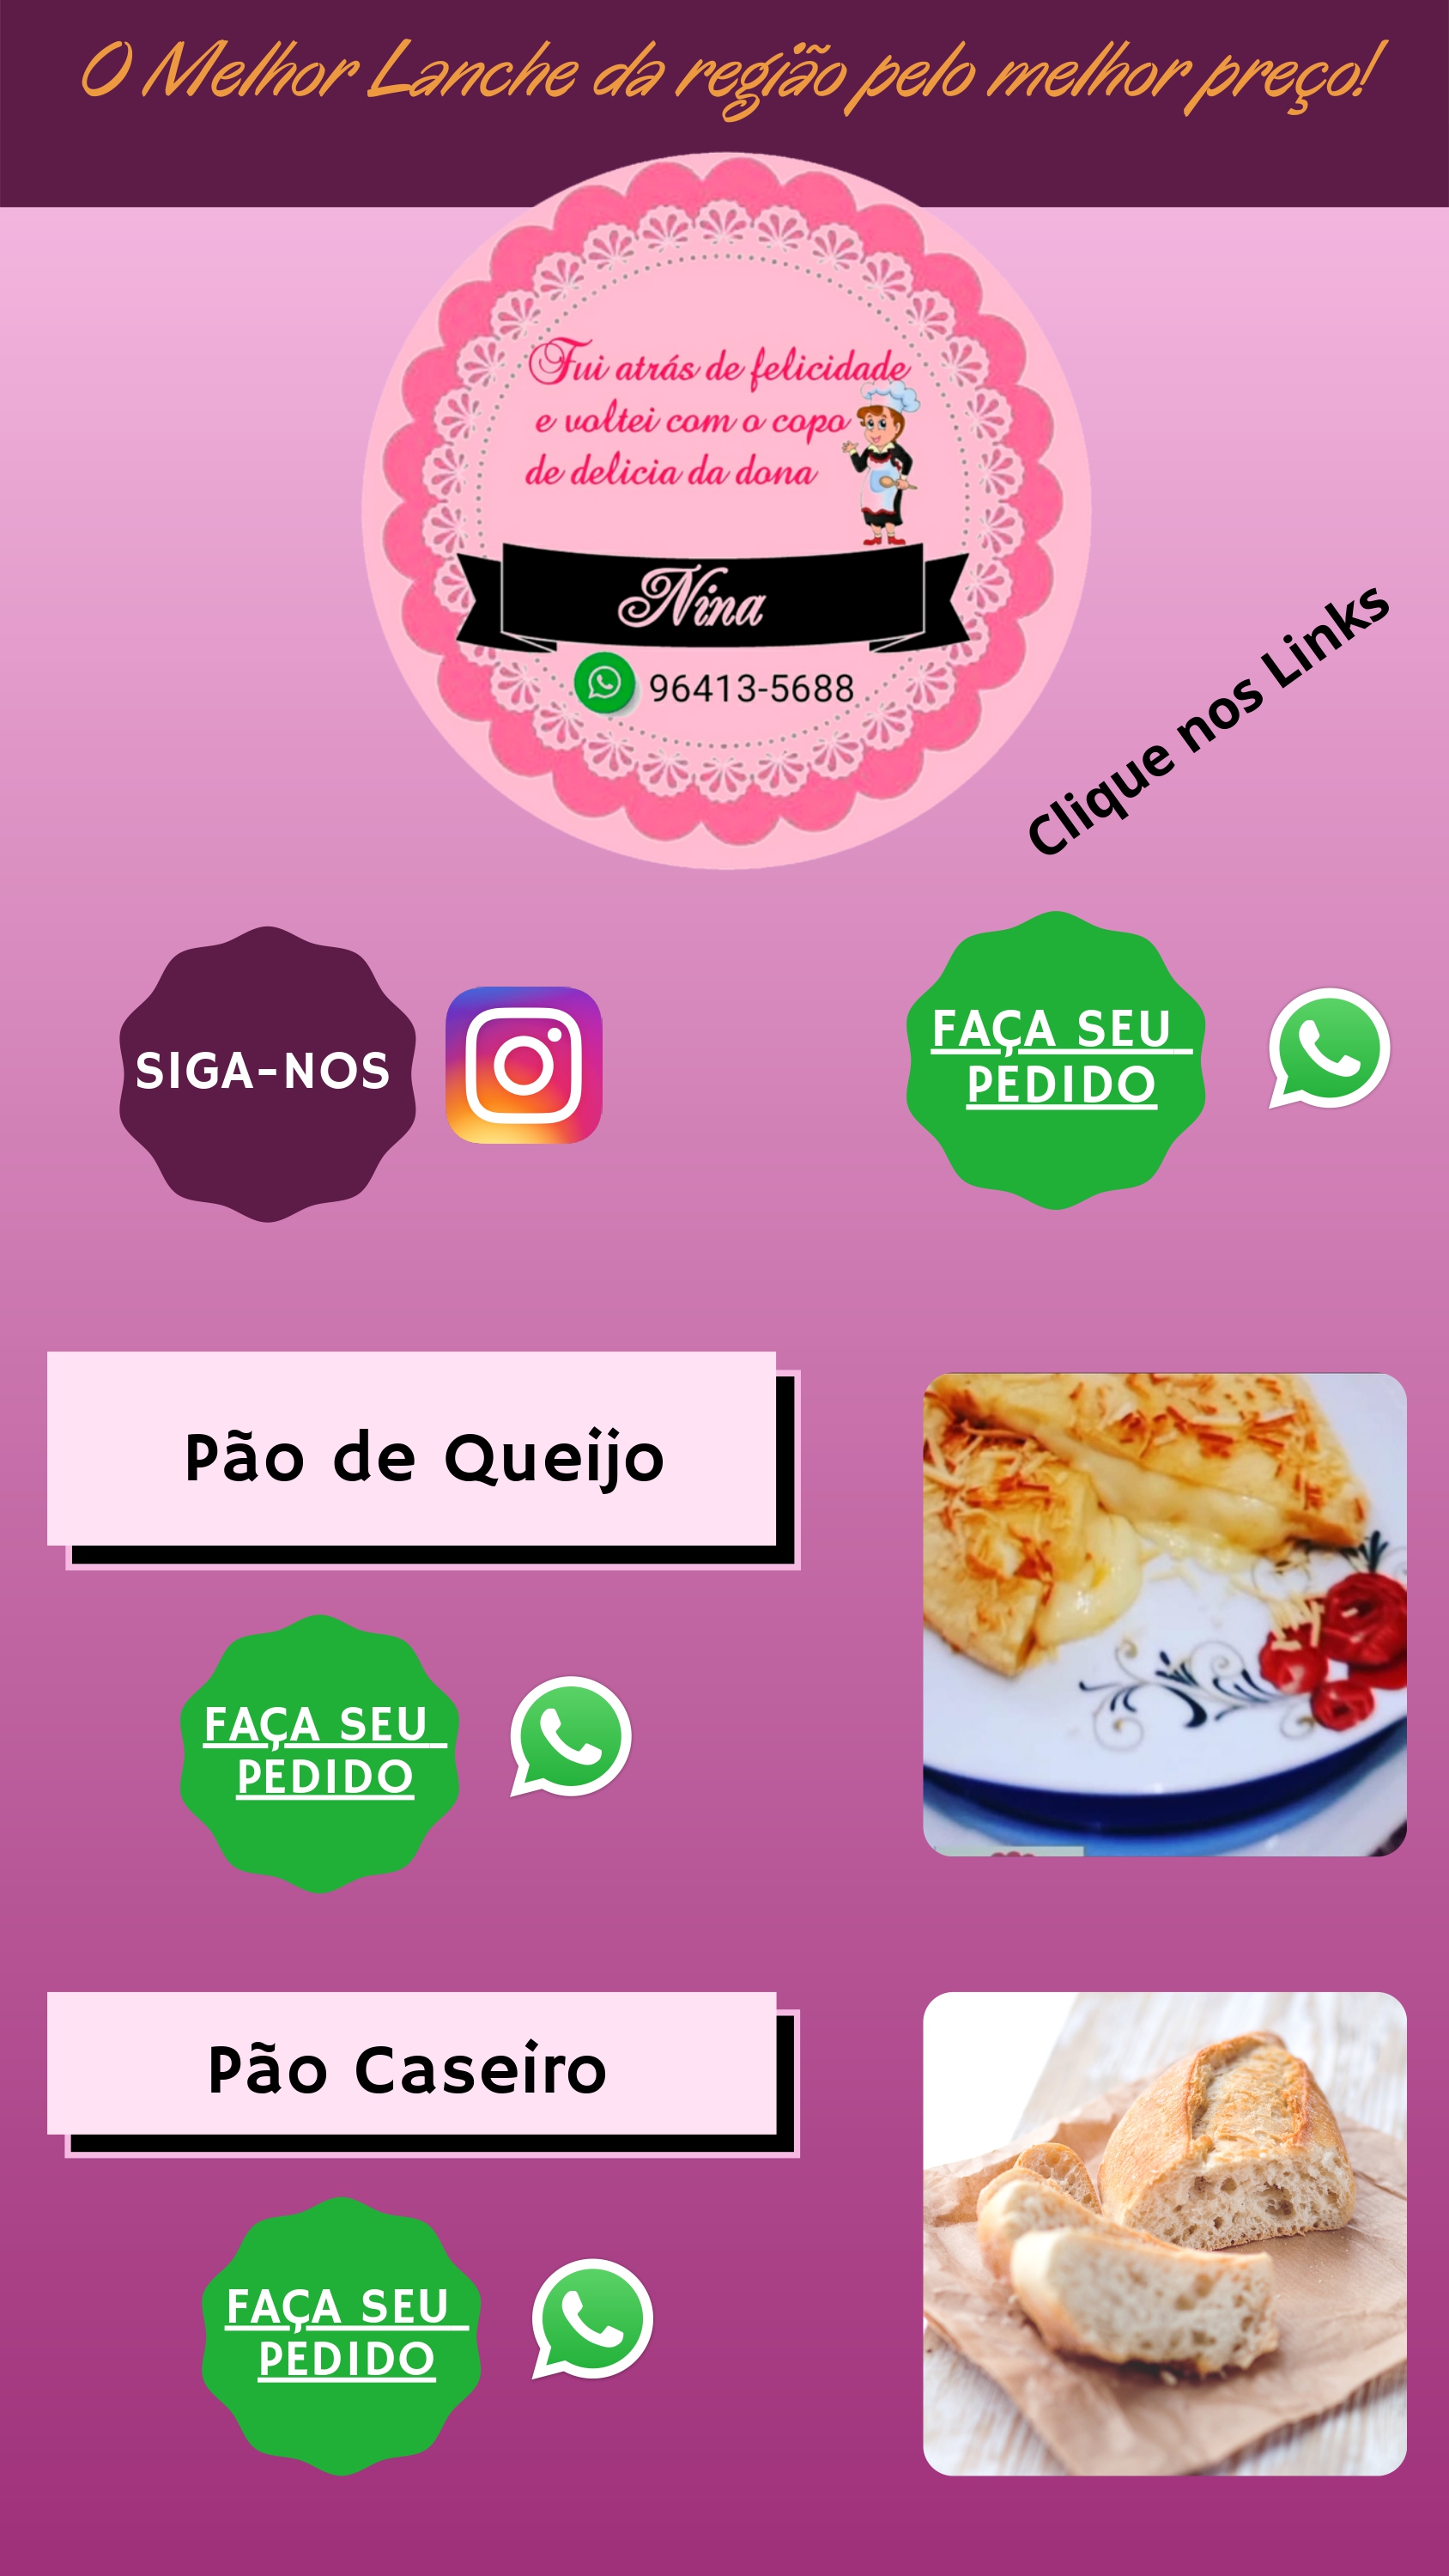 O Melhor Lanche da região pelo melhor preço!
Fui atrás de felicidade
e voltei com o copo
de delicia da dona
Nina
96413-5688
Clique nos Links
SIGA-NOS
FAÇA SEU
PEDIDO
Pão de Queijo
FAÇA SEU
PEDIDO
Pão Caseiro
FAÇA SEU
PEDIDO